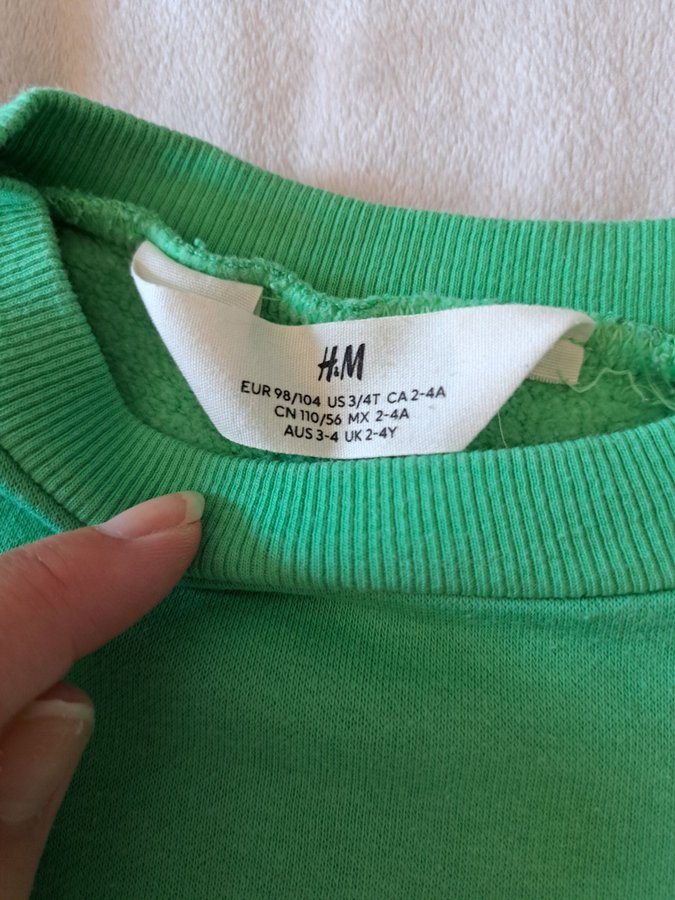 H&M
EUR 98/104 US 3/4T CA 2-4A
CN 110/56 MX 2-4A
AUS 3-4 UK 2-4Y